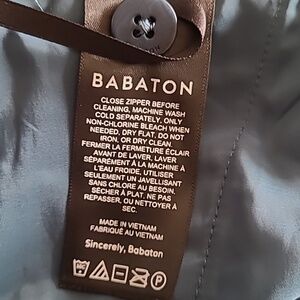 BABATON
CLOSE ZIPPER BEFORE
CLEANING, MACHINE WASH
COLD SEPARATELY, ONLY
NON-CHLORINE BLEACH WHEN
NEEDED, DRY FLAT, DO NOT
IRON, OR DRY CLEAN
FERMER LA FERMETURE ÉCLAIR
AVANT DE LAVER, LAVER
SÉPARÉMENT À LA MACHINE À
L'EAU FROIDE, UTILISER
SEULEMENT UN JAVELLISANT
SANS CHLORE AU BESOIN,
SÉCHER À PLAT, NE PAS
REPASSER, OU NETTOYER À
SEC.
MADE IN VIETNAM
FABRIQUÉ AU VIETNAM
Sincerely, Babaton